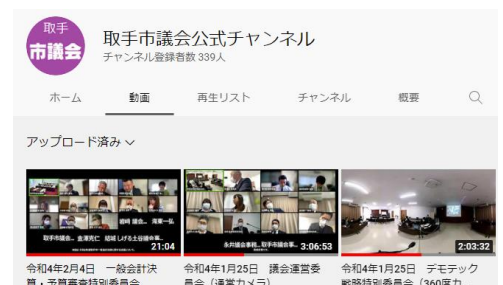 取手
市議会
取手市議会公式チャンネル
チャンネル登録者数 339人
ホーム
動画
再生リスト
チャンネル
概要
アップロード済み
21:04
3:06:53
2:03:32
令和4年2月4日 一般会計決
算・予算審査特別委員会
令和4年1月25日 議会運営委
員会（通常カメラ）
令和4年1月25日 デモテック
戦略特別委員会（360度カ